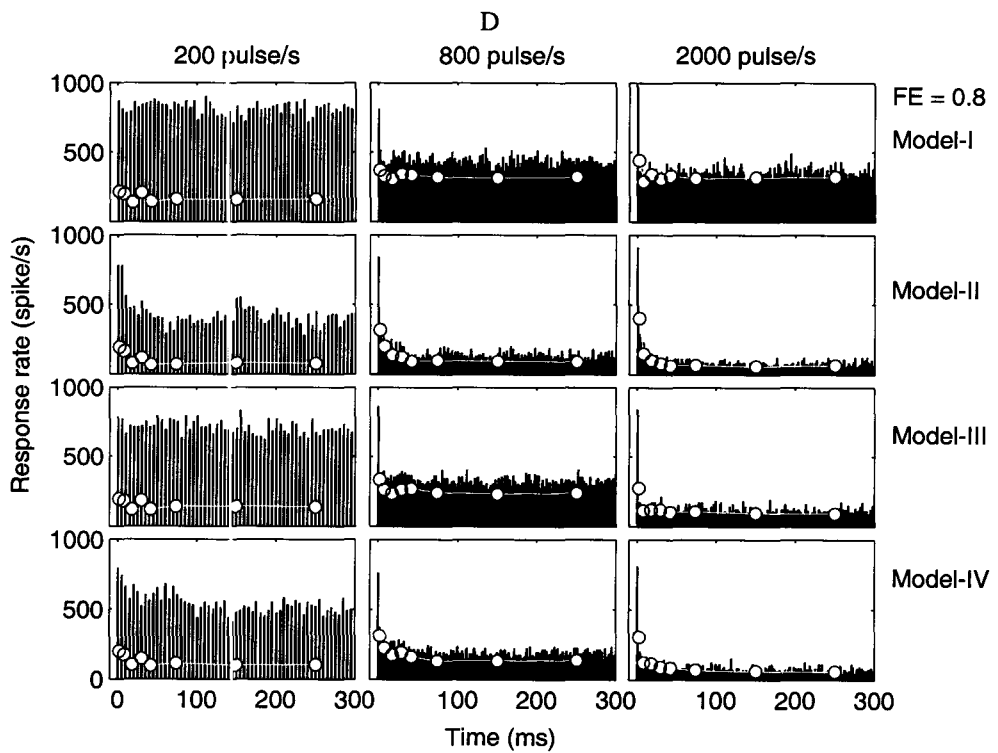 D
200 pulse/s 800 pulse/s 2000 pulse/s
FE = 0.8
1000
Model-I
500
1000
Model-II
500
1000
Model-III
500
1000
Model-IV
500
0
Response rate (spike/s)
0 100 200 300 100 200 300 100 200 300
Time (ms)